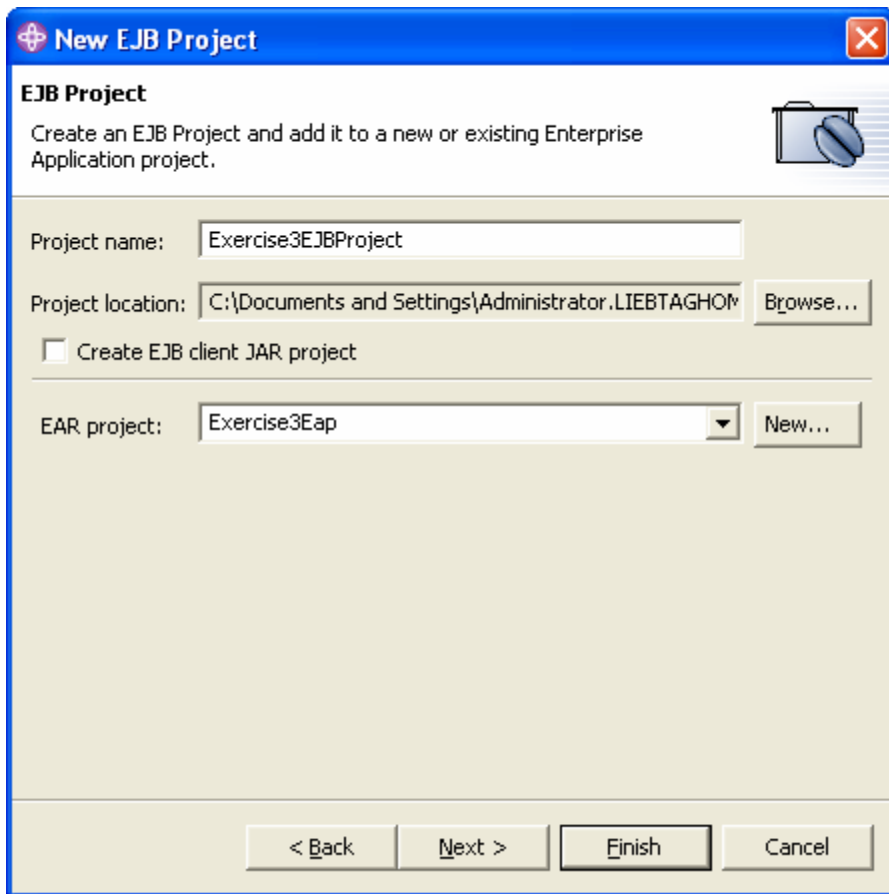 New EJB Project
EJB Project
Create an EJB Project and add it to a new or existing Enterprise
Application project.
Project name: Exercise3EJBProject
Project location: C:\Documents and Settings\Administrator.LIEBTAGHOM Browse...
Create EJB client JAR project
EAR project: Exercise3Eap New...
< Back Next > Finish Cancel